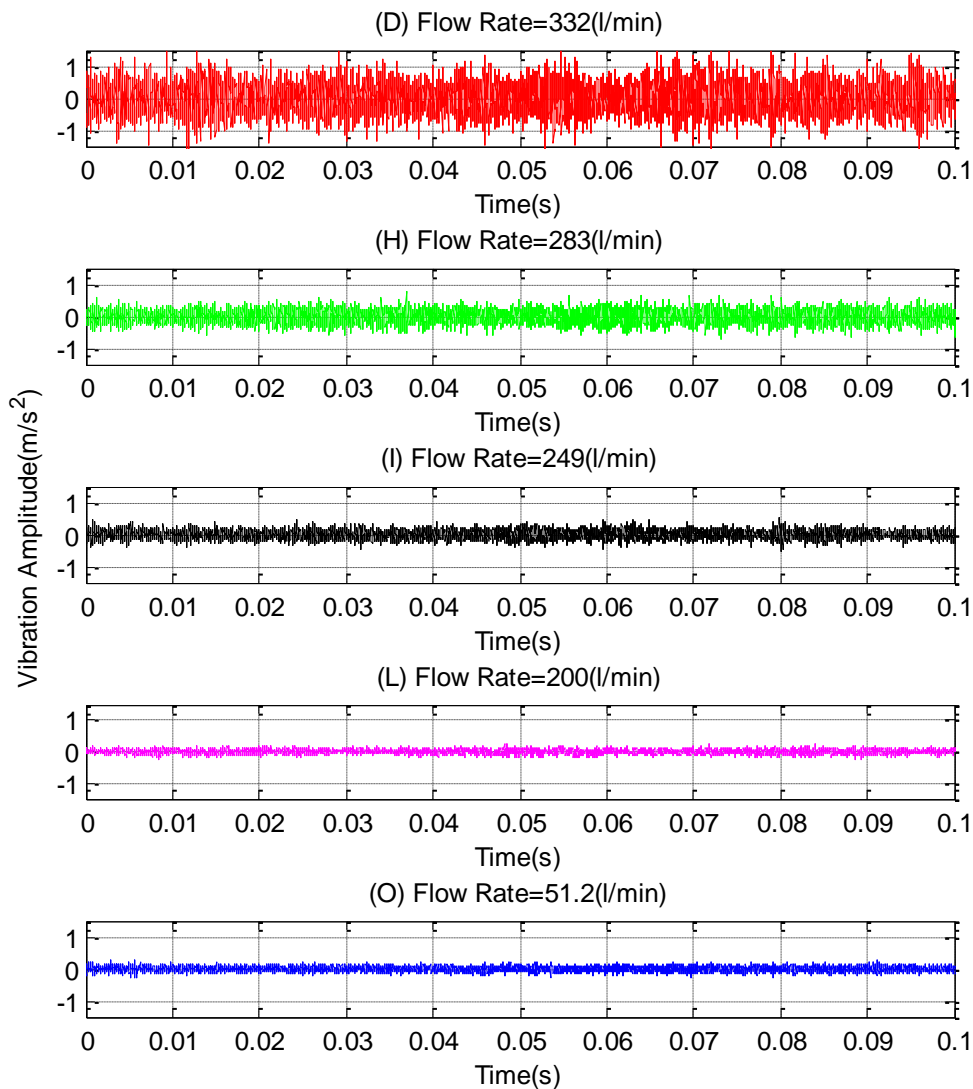 (D) Flow Rate=332(l/min)
1
0
-1
0 0.01 0.02 0.03 0.04 0.05 0.06 0.07 0.08 0.09 0.1
Time(s)
(H) Flow Rate=283(l/min)
1
0
-1
0 0.01 0.02 0.03 0.04 0.05 0.06 0.07 0.08 0.09 0.1
Time(s)
Vibration Amplitude(m/s²)
(I) Flow Rate=249(l/min)
1
0
-1
0 0.01 0.02 0.03 0.04 0.05 0.06 0.07 0.08 0.09 0.1
Time(s)
(L) Flow Rate=200(l/min)
1
0
-1
0 0.01 0.02 0.03 0.04 0.05 0.06 0.07 0.08 0.09 0.1
Time(s)
(O) Flow Rate=51.2(l/min)
1
0
-1
0 0.01 0.02 0.03 0.04 0.05 0.06 0.07 0.08 0.09 0.1
Time(s)